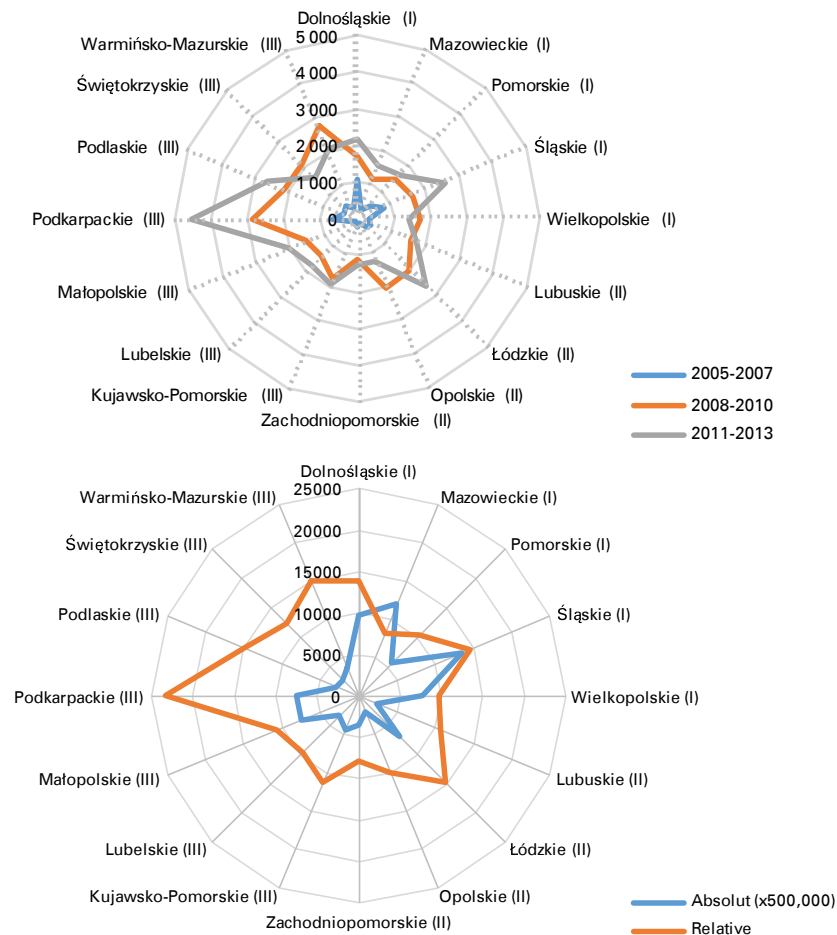 Dolnośląskie (I)
5 000
Warmińsko-Mazurskie (III)
Mazowieckie (I)
4 000
Świętokrzyskie (III)
Pomorskie (I)
3 000
Podlaskie (III)
Śląskie (I)
2 000
1 000
Podkarpackie (III)
0
Wielkopolskie (I)
Małopolskie (III)
Lubuskie (II)
Lubelskie (III)
Łódzkie (II)
Kujawsko-Pomorskie (III)
Opolskie (II)
Zachodniopomorskie (II)
2005-2007
2008-2010
2011-2013
Dolnośląskie (I)
25000
Warmińsko-Mazurskie (III)
Mazowieckie (I)
20000
Świętokrzyskie (III)
Pomorskie (I)
15000
Podlaskie (III)
Śląskie (I)
10000
5000
Podkarpackie (III)
0
Wielkopolskie (I)
Małopolskie (III)
Lubuskie (II)
Lubelskie (III)
Łódzkie (II)
Kujawsko-Pomorskie (III)
Opolskie (II)
Zachodniopomorskie (II)
Absolut (x500,000)
Relative